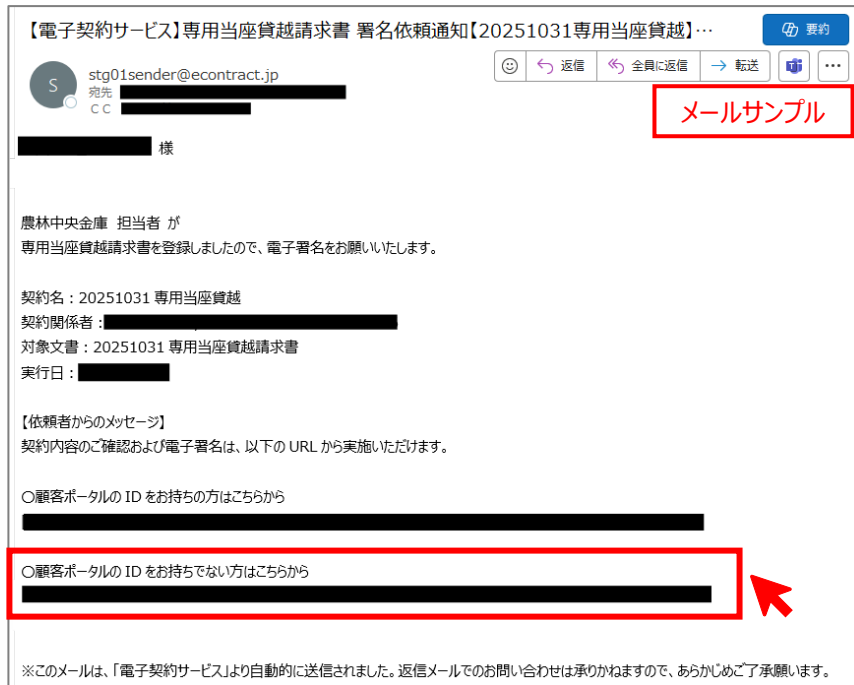 【電子契約サービス】専用当座貸越請求書 署名依頼通知【20251031専用当座貸越】…
要約
S
stg01sender@econtract.jp
宛先
CC
返信
全員に返信
転送
メールサンプル
様
農林中央金庫 担当者 が
専用当座貸越請求書を登録しましたので、電子署名をお願いいたします。
契約名：20251031 専用当座貸越
契約関係者：
対象文書：20251031 専用当座貸越請求書
実行日：
【依頼者からのメッセージ】
契約内容のご確認および電子署名は、以下の URL から実施いただけます。
○顧客ポータルの ID をお持ちの方はこちらから
○顧客ポータルの ID をお持ちでない方はこちらから
※このメールは、「電子契約サービス」より自動的に送信されました。返信メールでのお問い合わせは承りかねますので、あらかじめご了承願います。